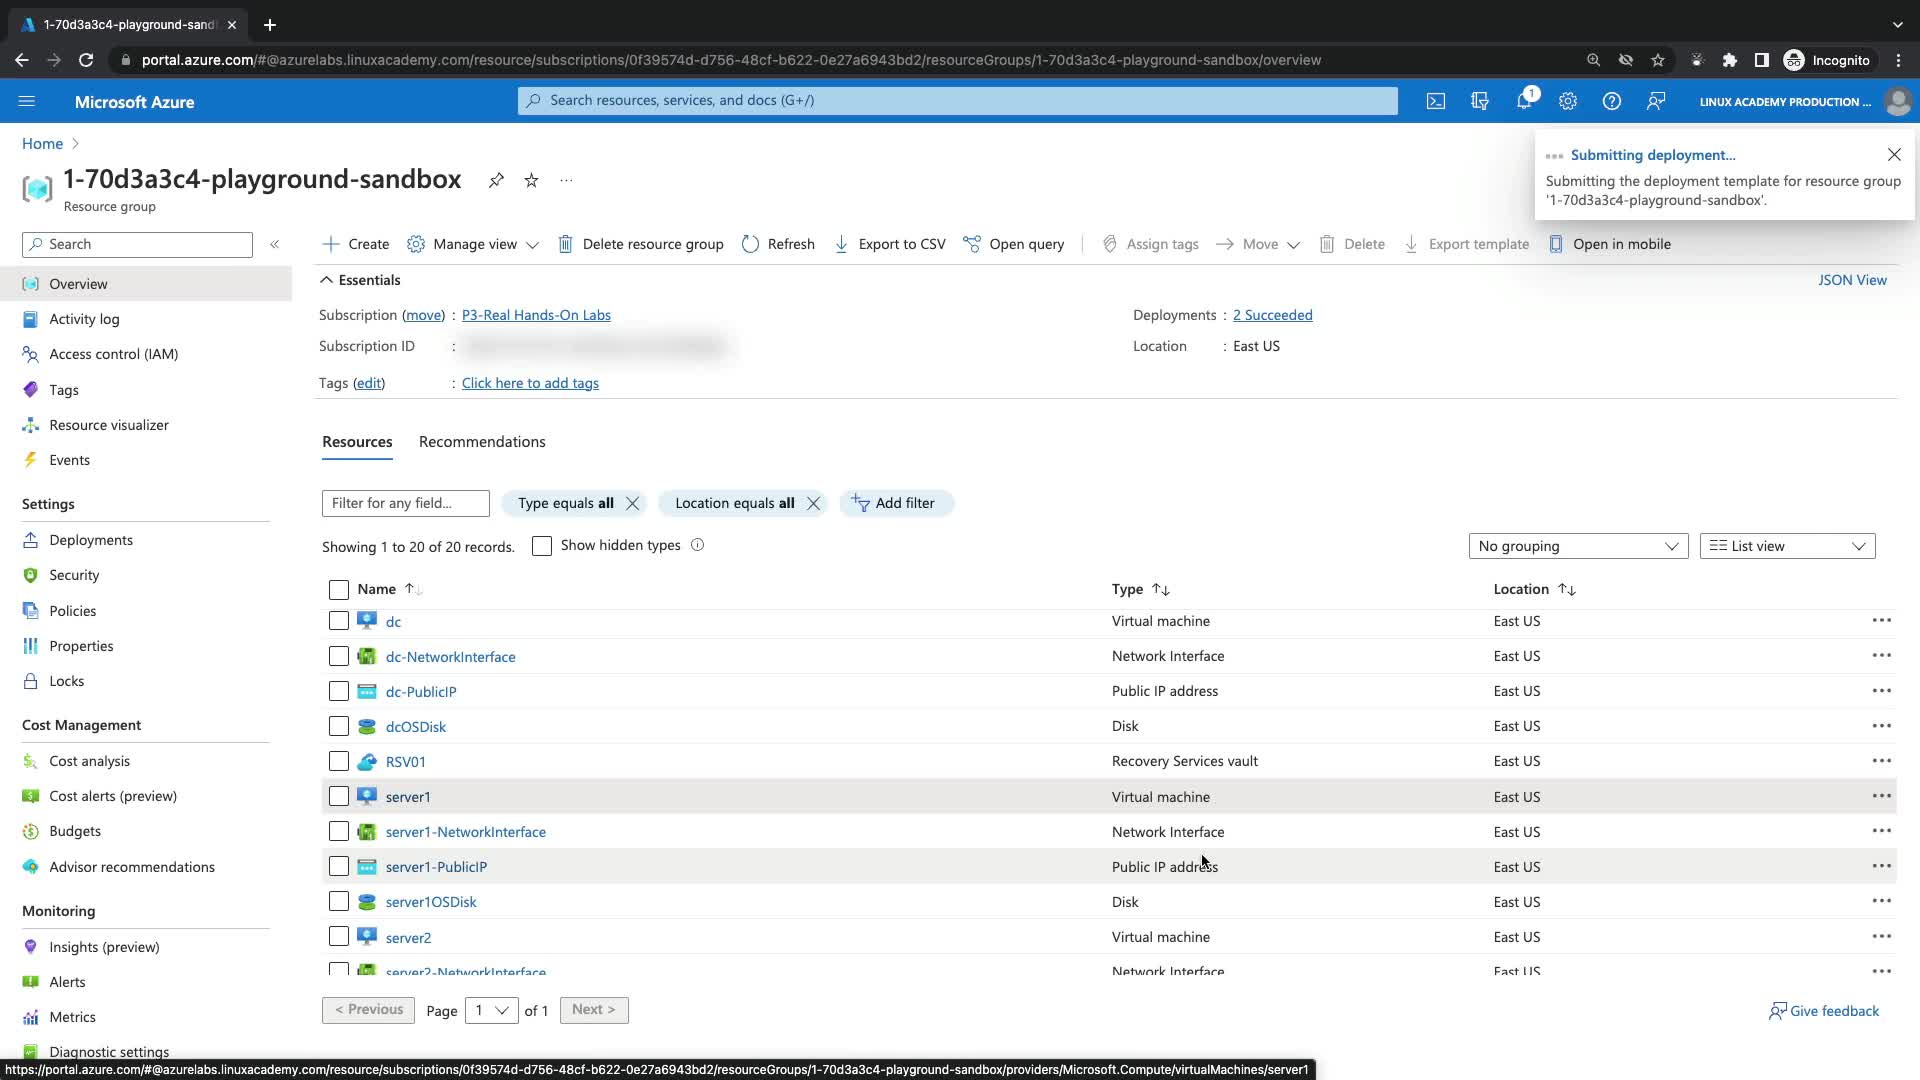 1-70d3a3c4-playground-sand
portal.azure.com/#@azurelabs.linuxacademy.com/resource/subscriptions/0f39574d-d756-48cf-b622-0e27a6943bd2/resourceGroups/1-70d3a3c4-playground-sandbox/overview
Incognito
Microsoft Azure
Search resources, services, and docs (G+/)
1
LINUX ACADEMY PRODUCTION ...
Home
1-70d3a3c4-playground-sandbox
Resource group
Submitting deployment...
Submitting the deployment template for resource group
'1-70d3a3c4-playground-sandbox'.
Search
Create
Manage view
Delete resource group
Refresh
Export to CSV
Open query
Assign tags
Move
Delete
Export template
Open in mobile
Overview
Activity log
Access control (IAM)
Tags
Resource visualizer
Events
Settings
Deployments
Security
Policies
Properties
Locks
Cost Management
Cost analysis
Cost alerts (preview)
Budgets
Advisor recommendations
Monitoring
Insights (preview)
Alerts
Metrics
Diagnostic settings
Essentials
JSON View
Subscription (move) : P3-Real Hands-On Labs
Deployments : 2 Succeeded
Subscription ID :
Location : East US
Tags (edit) : Click here to add tags
Resources
Recommendations
Filter for any field...
Type equals all
Location equals all
Add filter
Showing 1 to 20 of 20 records.
Show hidden types
No grouping
List view
Name Type Location
dc Virtual machine East US
dc-NetworkInterface Network Interface East US
dc-PublicIP Public IP address East US
dcOSDisk Disk East US
RSV01 Recovery Services vault East US
server1 Virtual machine East US
server1-NetworkInterface Network Interface East US
server1-PublicIP Public IP address East US
server1OSDisk Disk East US
server2 Virtual machine East US
server2-NetworkInterface Network Interface East US
< Previous
Page 1 of 1
Next >
Give feedback
https://portal.azure.com/#@azurelabs.linuxacademy.com/resource/subscriptions/0f39574d-d756-48cf-b622-0e27a6943bd2/resourceGroups/1-70d3a3c4-playground-sandbox/providers/Microsoft.Compute/virtualMachines/server1